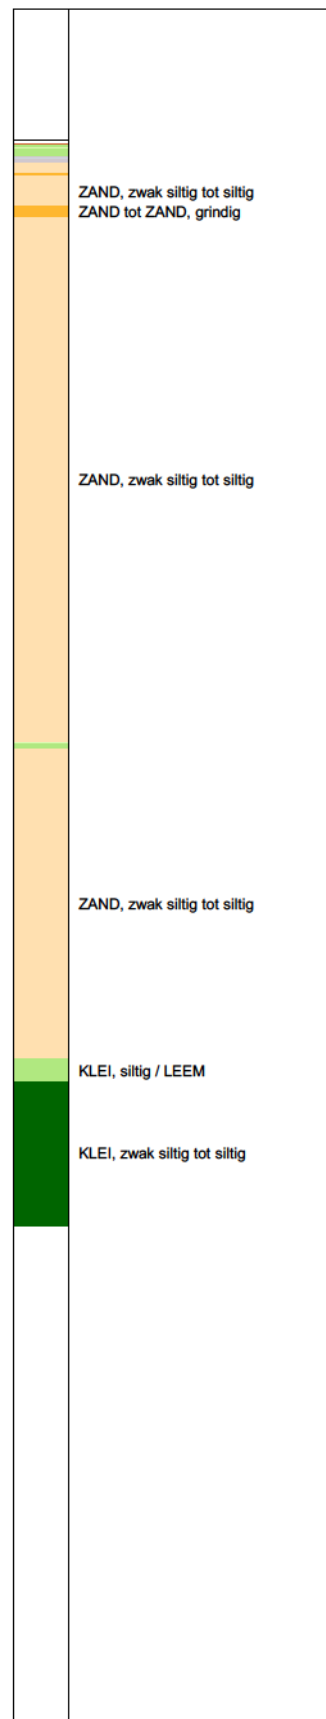 ZAND, zwak siltig tot siltig
ZAND tot ZAND, grindig
ZAND, zwak siltig tot siltig
ZAND, zwak siltig tot siltig
KLEI, siltig / LEEM
KLEI, zwak siltig tot siltig